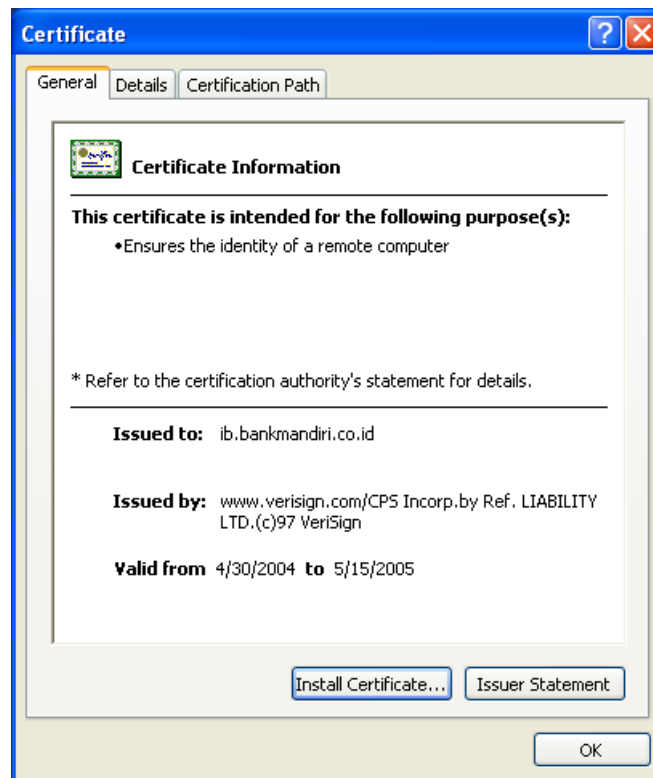 Certificate
General Details Certification Path
Certificate Information
This certificate is intended for the following purpose(s):
•Ensures the identity of a remote computer
* Refer to the certification authority's statement for details.
Issued to: ib.bankmandiri.co.id
Issued by: www.verisign.com/CPS Incorp.by Ref. LIABILITY
LTD.(c)97 VeriSign
Valid from 4/30/2004 to 5/15/2005
Install Certificate... Issuer Statement
OK